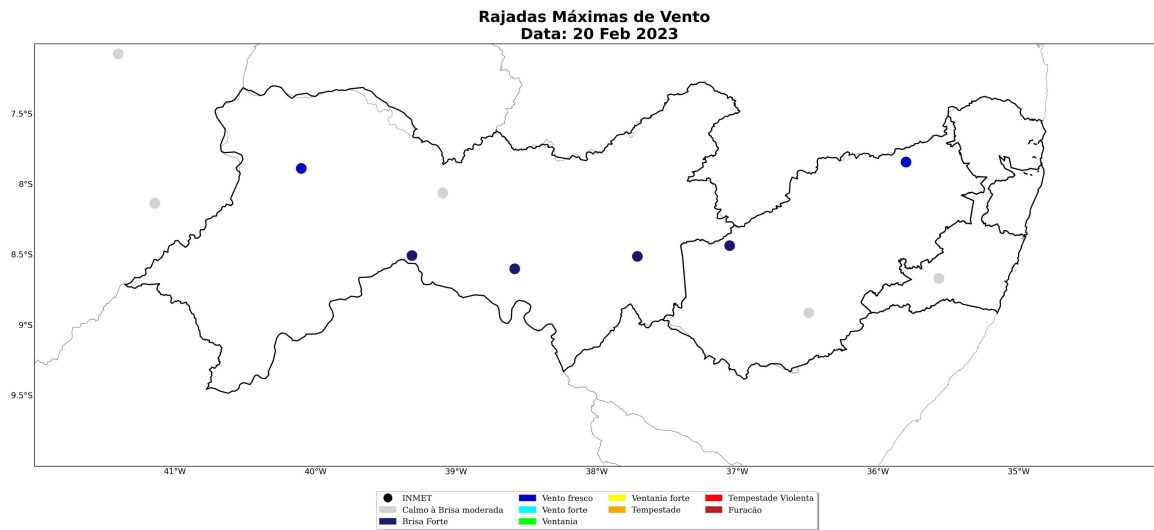 Rajadas Máximas de Vento
Data: 20 Feb 2023
7.5°S
8°S
8.5°S
9°S
9.5°S
41°W
40°W
39°W
38°W
37°W
36°W
35°W
INMET
Calmo à Brisa moderada
Brisa Forte
Vento fresco
Vento forte
Ventania
Ventania forte
Tempestade
Tempestade Violenta
Furacão